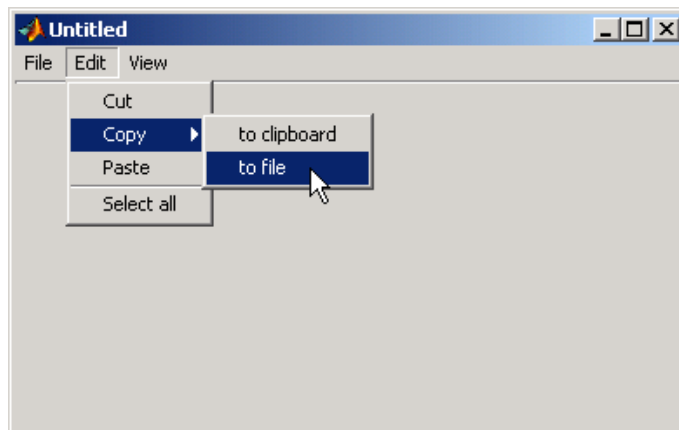 Untitled
File Edit View
Cut
Copy
to clipboard
Paste
to file
Select all